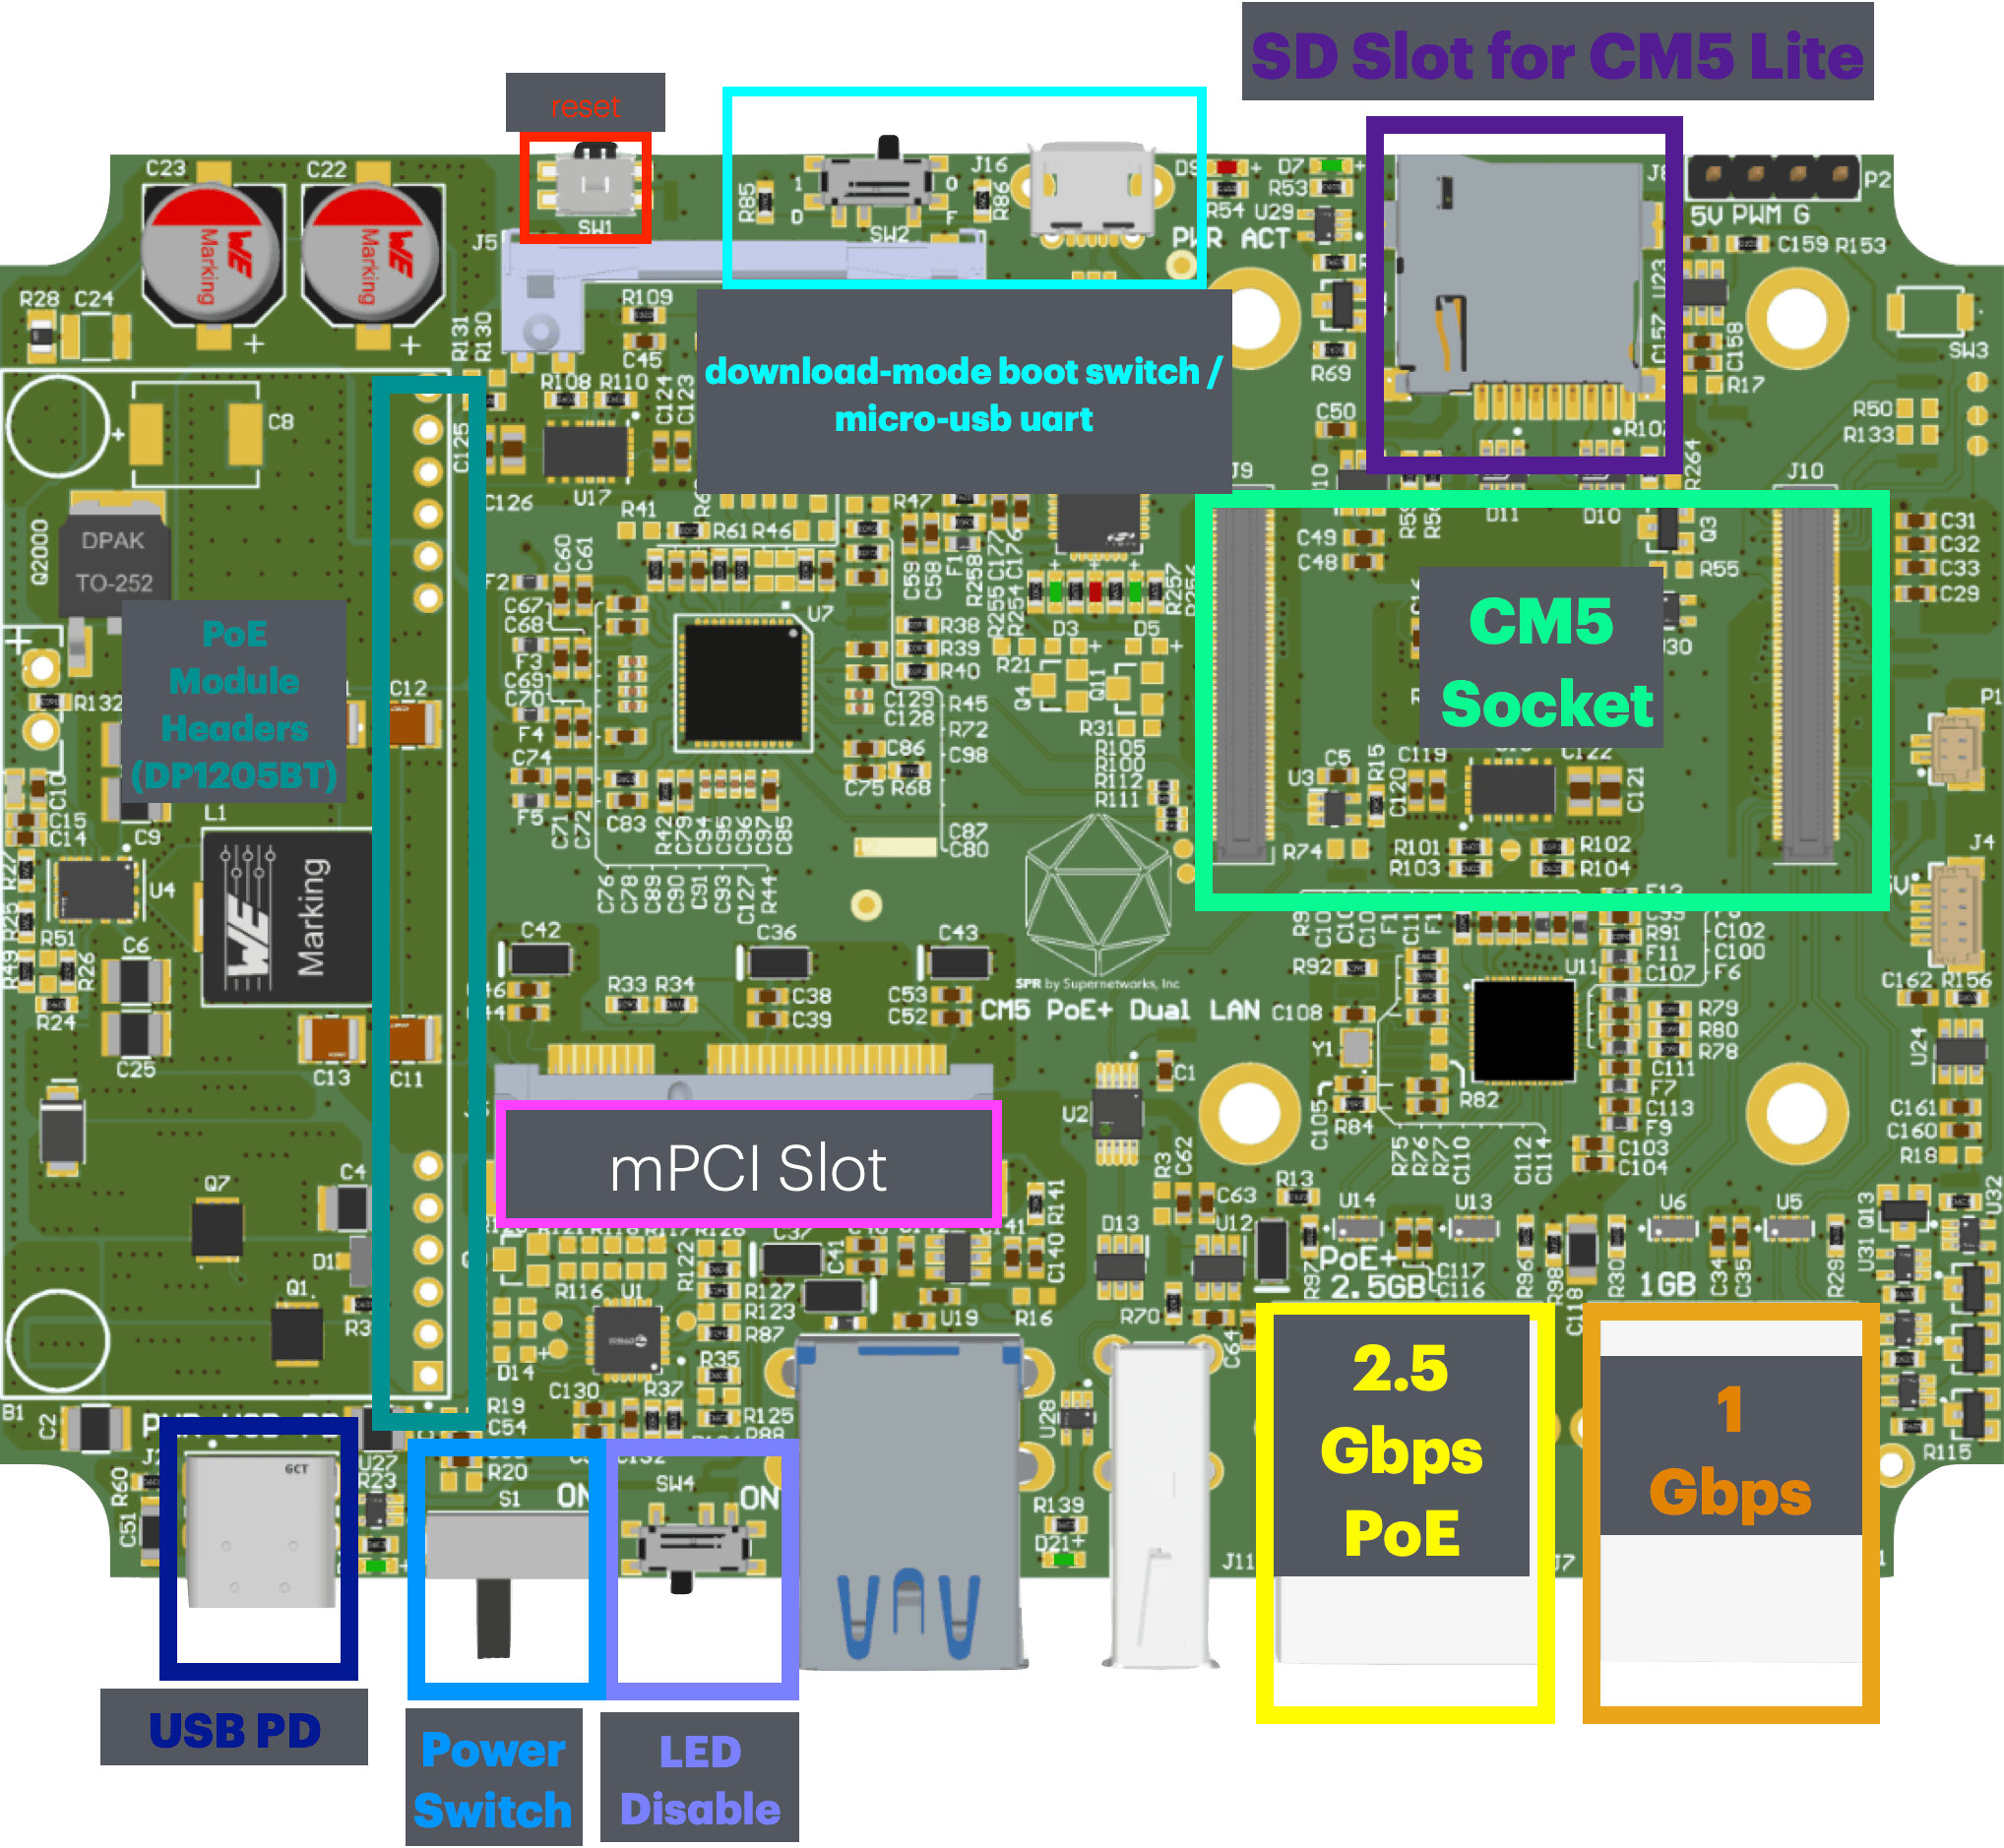 SD Slot for CM5 Lite
reset
C23
C22
J16
D7
R53
R54
U29
R85
R86
1
0
D
F
SW1
SW2
J5
PWR ACT
P2
5V PWM G
C159 R153
U23
C157
C158
R17
SW3
WE
Marking
WE
Marking
R28
C24
R131
R130
R109
C45
R108
R110
C124
C123
C125
C126
U17
C8
download-mode boot switch /
micro-usb uart
R69
C50
R50
R133
R264
J9
J10
DPAK
TO-252
Q2000
R41
R61
R46
R47
C60
C61
C59
C58
F1
R258
C177
C176
R255
R254
R257
R256
D11
D10
Q3
R55
C49
C48
C31
C32
C33
C29
PoE
Module
Headers
(DP1205BT)
CM5
Socket
F2
C67
C68
F3
C69
C70
F4
C74
F5
C71
C72
C83
U7
R38
R39
R40
D3
D5
R21
Q4
Q11
R31
R105
R100
R112
R111
C129
C128
R45
R72
C98
C86
C75
R68
C87
C80
R132
C12
C10
C15
C14
C9
L1
U4
WE
Marking
R42
C79
C94
C95
C96
C97
C85
C76
C78
C89
C90
C91
C93
C127
R44
U3
C5
R15
C119
C120
C122
C121
R74
R101
R103
R102
R104
P1
J4
R27
R25
R51
R49
R26
R24
C6
C25
C13
C11
C42
C36
C43
R33
R34
C38
C39
C53
C52
SPR by Supernetworks, Inc
CM5 PoE+ Dual LAN
R92
C108
Y1
C105
R84
R82
U11
R91
F11
C107
C102
C100
F6
R79
R80
R78
C111
F7
C113
F9
C103
C104
R75
R76
R77
C110
C112
C114
C162
R156
U24
C161
C160
R18
mPCI Slot
U2
C1
R3
C62
C63
R141
C140
R13
U14
U13
U6
U5
Q13
U32
U31
D13
U12
PoE+
2.5GB
C117
C116
R97
R96
R98
C118
R30
1GB
C34
C35
R29
Q7
C4
D1
Q1
R116
U1
R122
C37
C41
R127
R123
R87
U19
R16
R70
C64
D14
C130
R37
R35
R125
R88
U28
R19
C54
B1
C2
J2
R60
C51
GCT
U27
R23
R20
S1
ON
SW4
ON
R139
D21
J11
J7
R115
2.5
Gbps
PoE
1
Gbps
USB PD
Power
Switch
LED
Disable